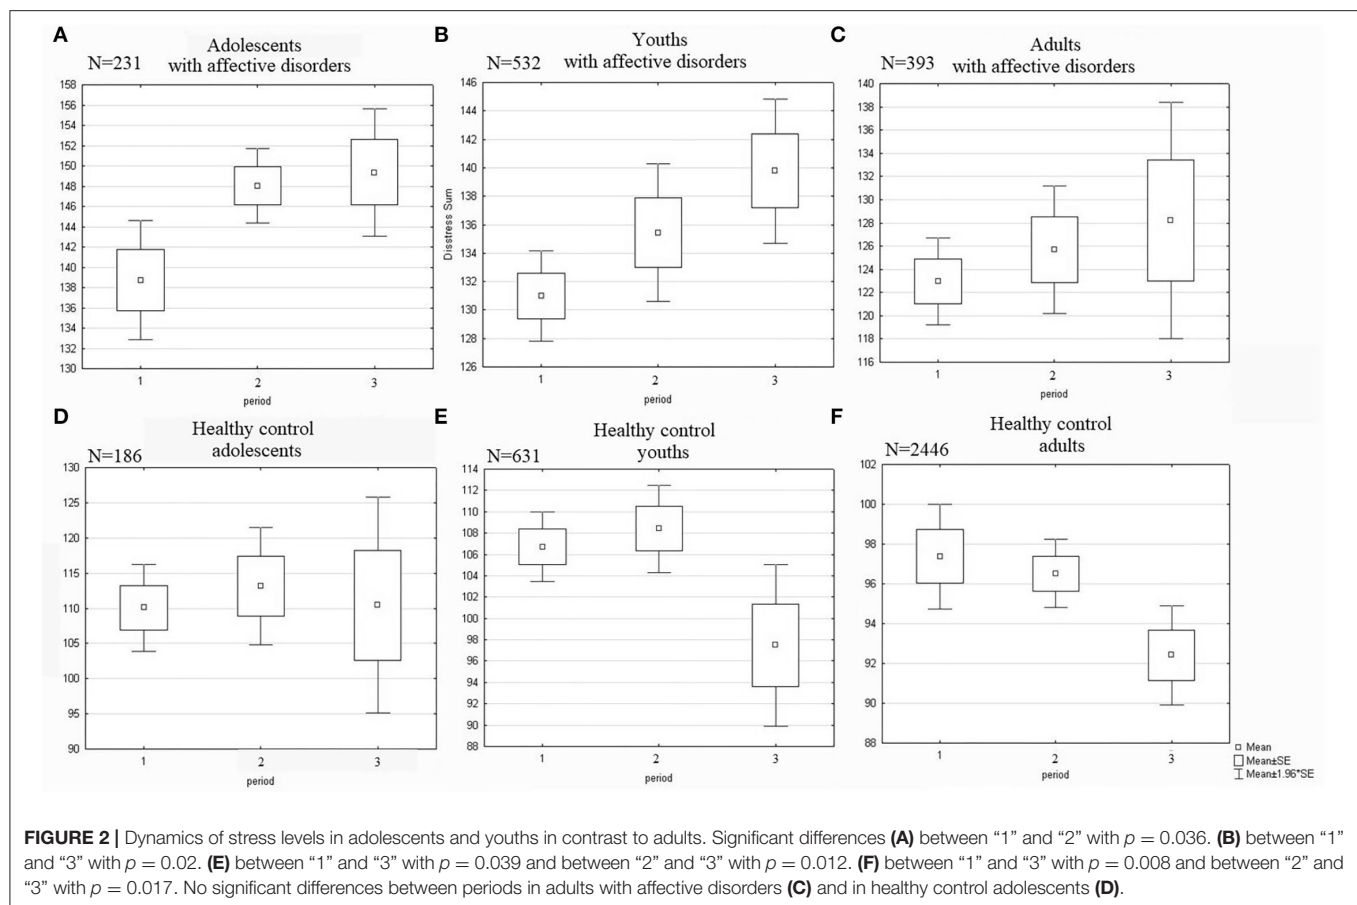 A
Adolescents
with affective disorders
N=231
158
156
154
152
150
148
146
144
142
140
138
136
134
132
130
1
2
3
period
B
Youths
with affective disorders
N=532
Disstress Sum
146
144
142
140
138
136
134
132
130
128
126
1
2
3
period
C
Adults
with affective disorders
N=393
140
138
136
134
132
130
128
126
124
122
120
118
116
1
2
3
period
D
Healthy control
adolescents
N=186
130
125
120
115
110
105
100
95
90
1
2
3
period
E
Healthy control
youths
N=631
114
112
110
108
106
104
102
100
98
96
94
92
90
88
1
2
3
period
F
Healthy control
adults
N=2446
102
100
98
96
94
92
90
88
1
2
3
period
Mean
Mean±SE
Mean±1.96*SE
FIGURE 2 | Dynamics of stress levels in adolescents and youths in contrast to adults. Significant differences (A) between “1” and “2” with p = 0.036. (B) between “1”
and “3” with p = 0.02. (E) between “1” and “3” with p = 0.039 and between “2” and “3” with p = 0.012. (F) between “1” and “3” with p = 0.008 and between “2” and
“3” with p = 0.017. No significant differences between periods in adults with affective disorders (C) and in healthy control adolescents (D).